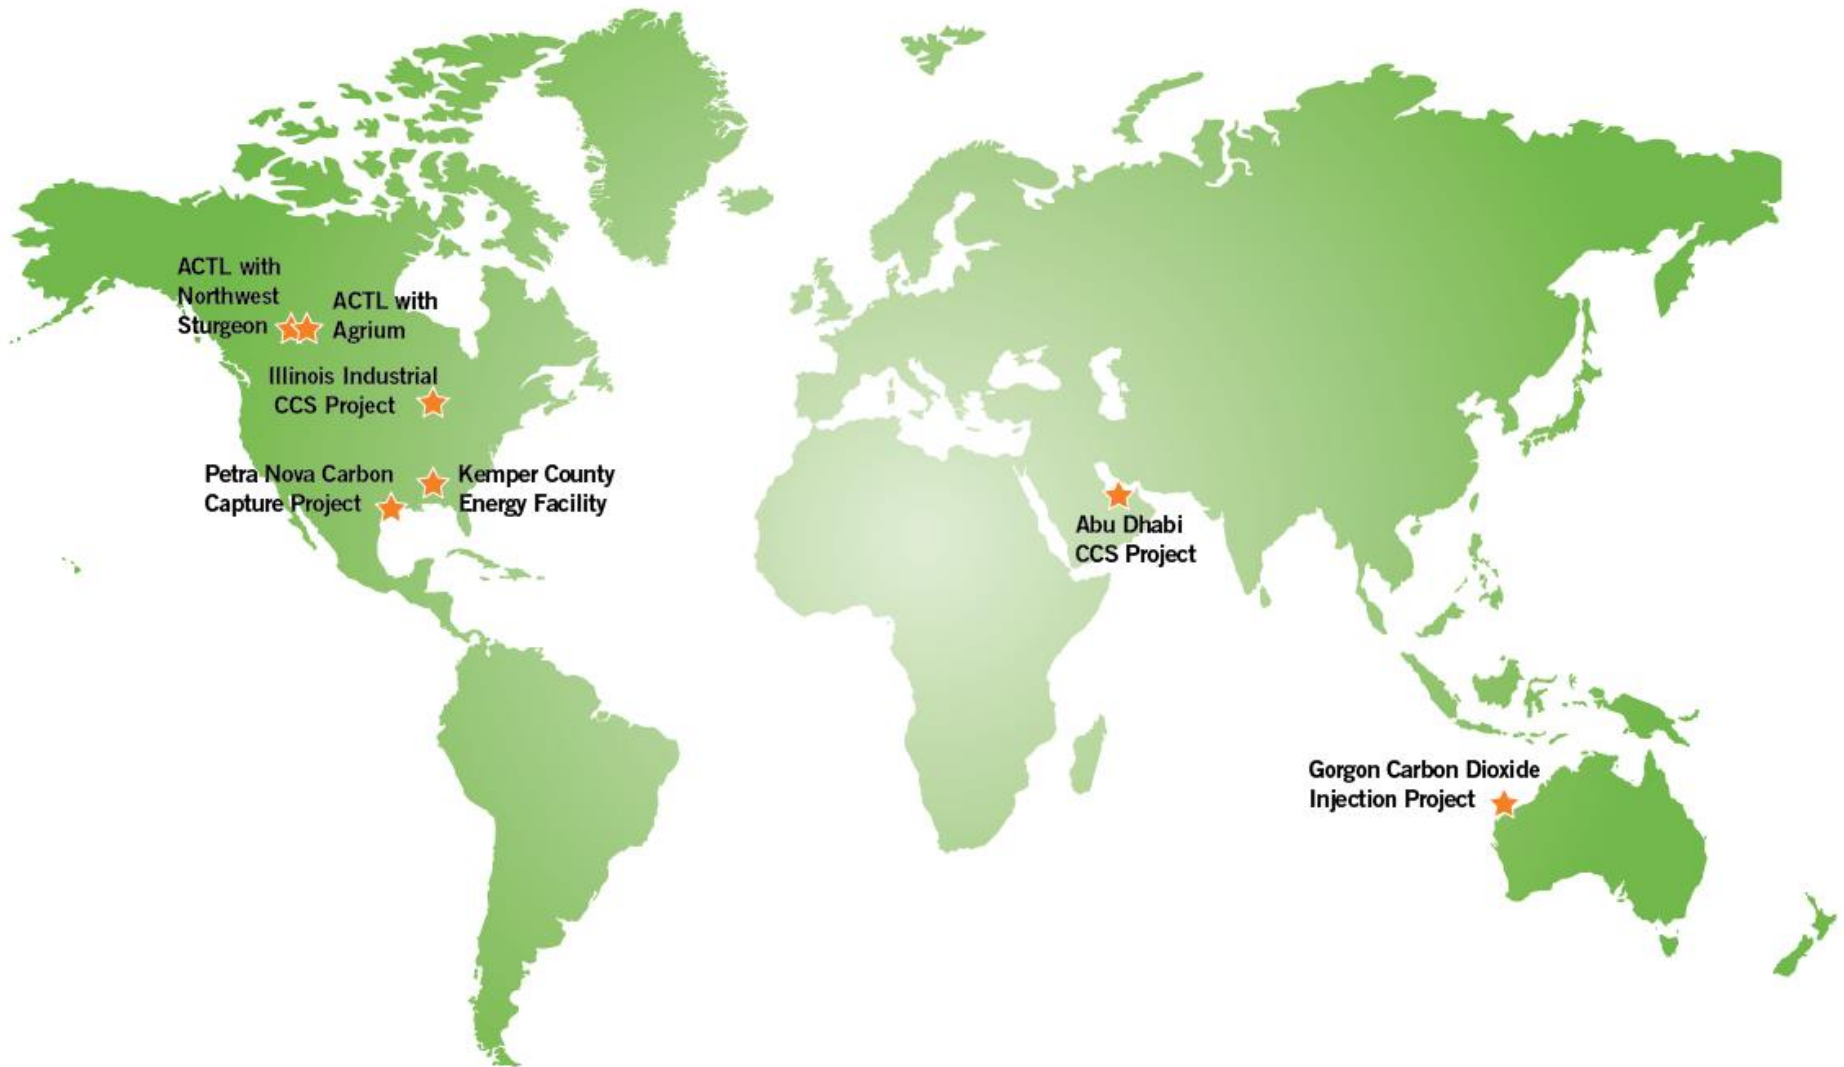 ACTL with
Northwest
Sturgeon
ACTL with
Agrium
Illinois Industrial
CCS Project
Petra Nova Carbon
Capture Project
Kemper County
Energy Facility
Abu Dhabi
CCS Project
Gorgon Carbon Dioxide
Injection Project